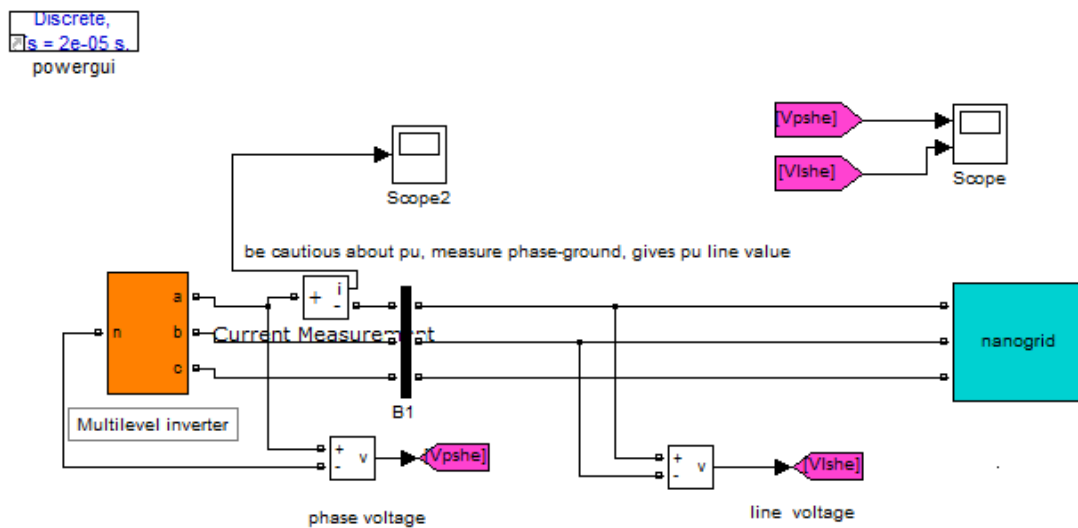 Discrete,
Ts = 2e-05 s.
powergui
[Vpshe]
[Vlshe]
Scope
Scope2
be cautious about pu, measure phase-ground, gives pu line value
i
+
-
a
n
b
c
Current Measurement
nanogrid
B1
Multilevel inverter
+
-
v
[Vpshe]
+
-
v
[Vlshe]
phase voltage
line voltage